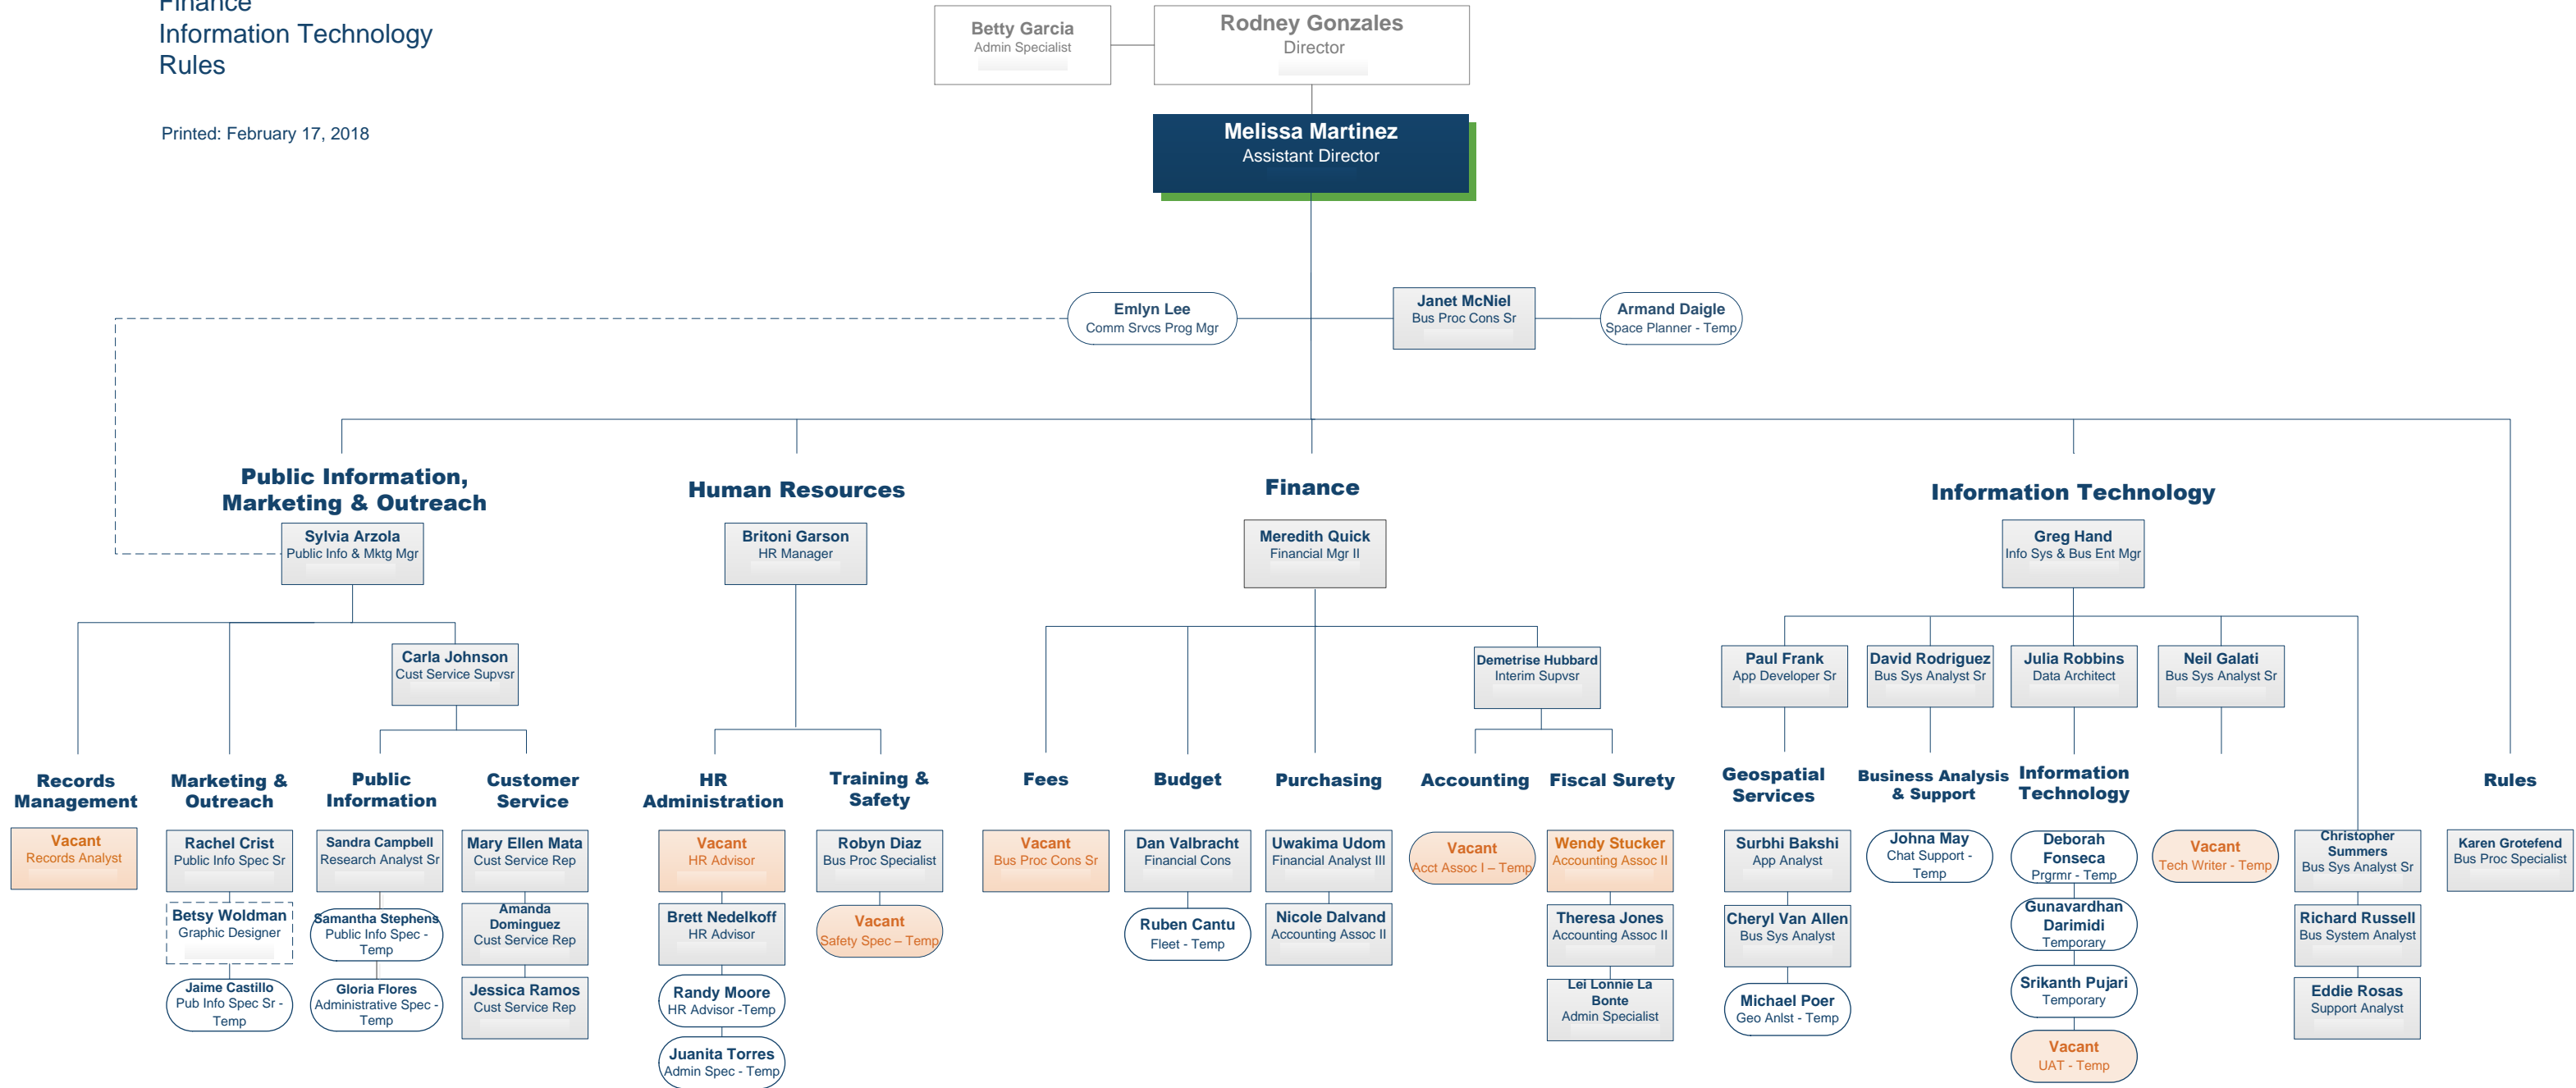 Finance
Information Technology
Rules
Printed: February 17, 2018
Betty Garcia
Admin Specialist
Rodney Gonzales
Director
Melissa Martinez
Assistant Director
Emlyn Lee
Comm Srvcs Prog Mgr
Janet McNiel
Bus Proc Cons Sr
Armand Daigle
Space Planner - Temp
Public Information,
Marketing & Outreach
Sylvia Arzola
Public Info & Mktg Mgr
Human Resources
Britoni Garson
HR Manager
Finance
Meredith Quick
Financial Mgr II
Information Technology
Greg Hand
Info Sys & Bus Ent Mgr
Carla Johnson
Cust Service Supvsr
Demetrise Hubbard
Interim Supvsr
Paul Frank
App Developer Sr
David Rodriguez
Bus Sys Analyst Sr
Julia Robbins
Data Architect
Neil Galati
Bus Sys Analyst Sr
Records
Management
Vacant
Records Analyst
Marketing &
Outreach
Rachel Crist
Public Info Spec Sr
Betsy Woldman
Graphic Designer
Jaime Castillo
Pub Info Spec Sr -
Temp
Public
Information
Sandra Campbell
Research Analyst Sr
Samantha Stephens
Public Info Spec -
Temp
Gloria Flores
Administrative Spec -
Temp
Customer
Service
Mary Ellen Mata
Cust Service Rep
Amanda
Dominguez
Cust Service Rep
Jessica Ramos
Cust Service Rep
HR
Administration
Vacant
HR Advisor
Brett Nedelkoff
HR Advisor
Randy Moore
HR Advisor -Temp
Juanita Torres
Admin Spec - Temp
Training &
Safety
Robyn Diaz
Bus Proc Specialist
Vacant
Safety Spec – Temp
Fees
Vacant
Bus Proc Cons Sr
Budget
Dan Valbracht
Financial Cons
Ruben Cantu
Fleet - Temp
Purchasing
Uwakima Udom
Financial Analyst III
Nicole Dalvand
Accounting Assoc II
Accounting
Vacant
Acct Assoc I – Temp
Fiscal Surety
Wendy Stucker
Accounting Assoc II
Theresa Jones
Accounting Assoc II
Lei Lonnie La
Bonte
Admin Specialist
Geospatial
Services
Surbhi Bakshi
App Analyst
Cheryl Van Allen
Bus Sys Analyst
Michael Poer
Geo Anlst - Temp
Business Analysis
& Support
Johna May
Chat Support -
Temp
Information
Technology
Deborah
Fonseca
Prgrmr - Temp
Gunavardhan
Darimidi
Temporary
Srikanth Pujari
Temporary
Vacant
UAT - Temp
Vacant
Tech Writer - Temp
Christopher
Summers
Bus Sys Analyst Sr
Richard Russell
Bus System Analyst
Eddie Rosas
Support Analyst
Rules
Karen Grotefend
Bus Proc Specialist